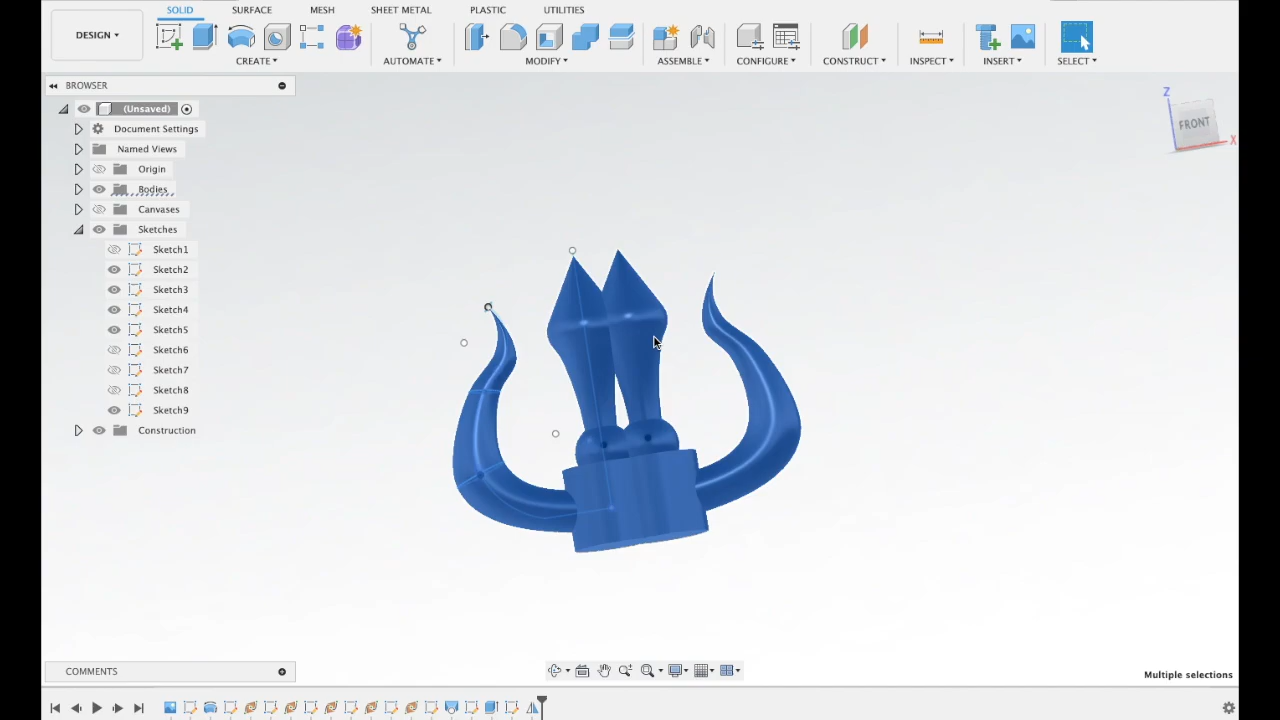 SOLID SURFACE MESH SHEET METAL PLASTIC UTILITIES
DESIGN
CREATE AUTOMATE MODIFY ASSEMBLE CONFIGURE CONSTRUCT INSPECT INSERT SELECT
BROWSER
(Unsaved)
Document Settings
Named Views
Origin
Bodies
Canvases
Sketches
Sketch1
Sketch2
Sketch3
Sketch4
Sketch5
Sketch6
Sketch7
Sketch8
Sketch9
Construction
Z
FRONT
X
COMMENTS
Multiple selections